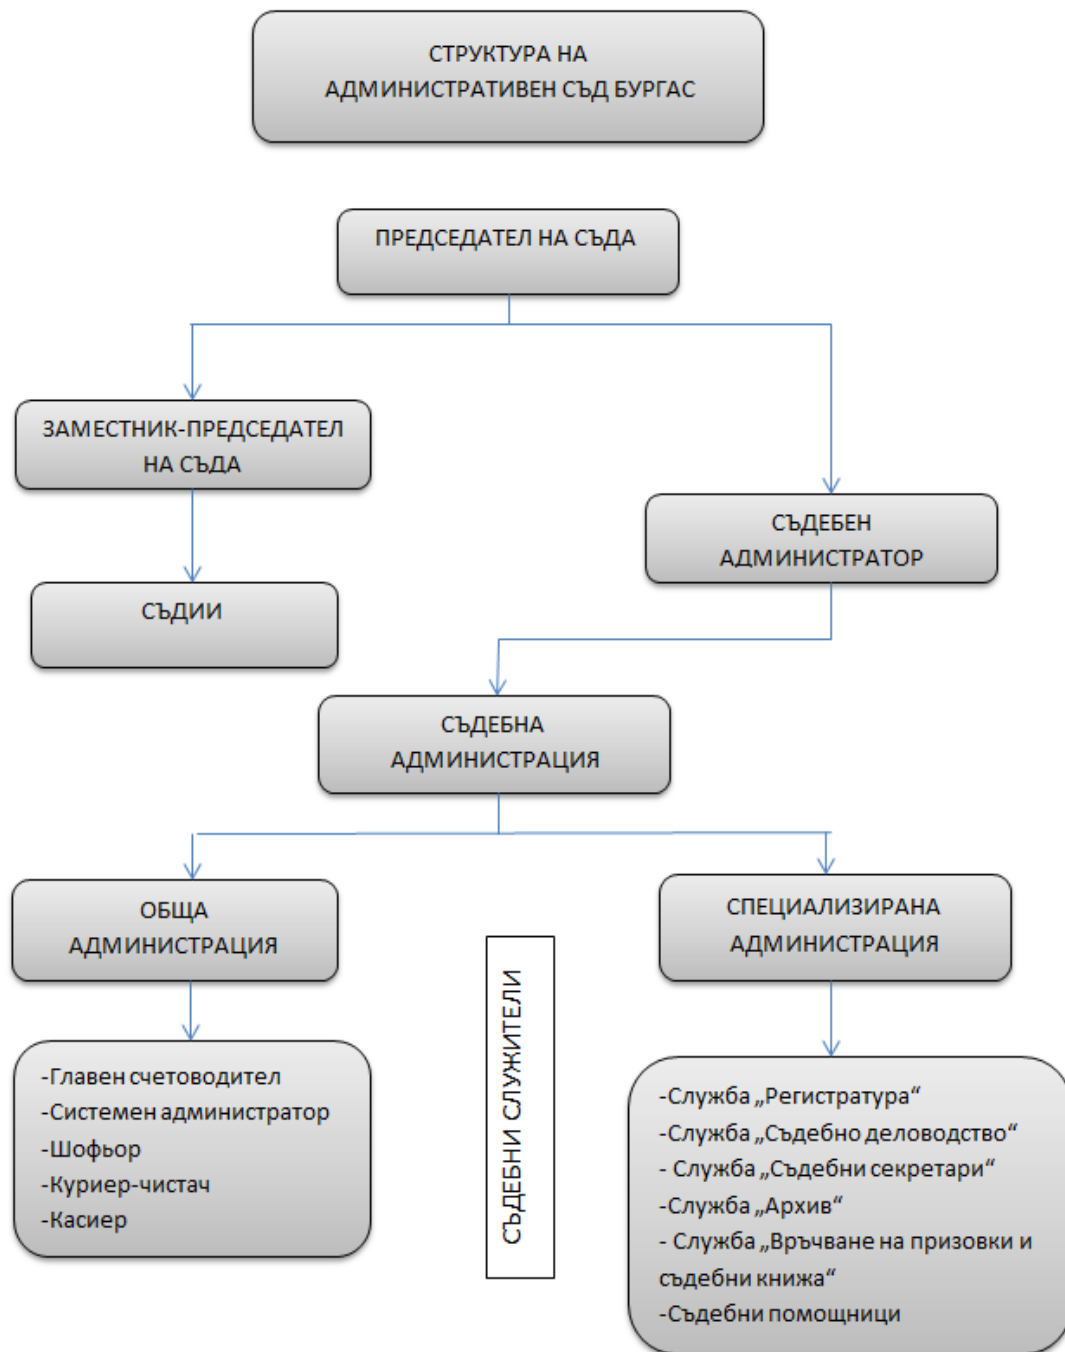 СТРУКТУРА НА
АДМИНИСТРАТИВЕН СЪД БУРГАС
ПРЕДСЕДАТЕЛ НА СЪДА
ЗАМЕСТНИК-ПРЕДСЕДАТЕЛ
НА СЪДА
СЪДЕБЕН
АДМИНИСТРАТОР
СЪДИИ
СЪДЕБНА
АДМИНИСТРАЦИЯ
ОБЩА
АДМИНИСТРАЦИЯ
СПЕЦИАЛИЗИРАНА
АДМИНИСТРАЦИЯ
СЪДЕБНИ СЛУЖИТЕЛИ
-Главен счетоводител
-Системен администратор
-Шофьор
-Куриер-чистач
-Касиер
-Служба „Регистратура“
-Служба „Съдебно деловодство“
- Служба „Съдебни секретари“
-Служба „Архив“
- Служба „Връчване на призовки и
съдебни книжа“
-Съдебни помощници